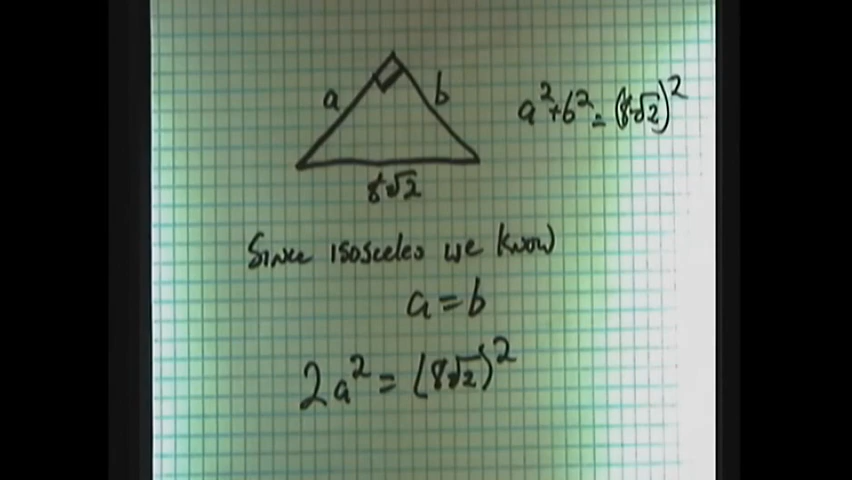 a
b
a²+b²=(8√2)²
8√2
Since isosceles we know
a=b
2a²=(8√2)²